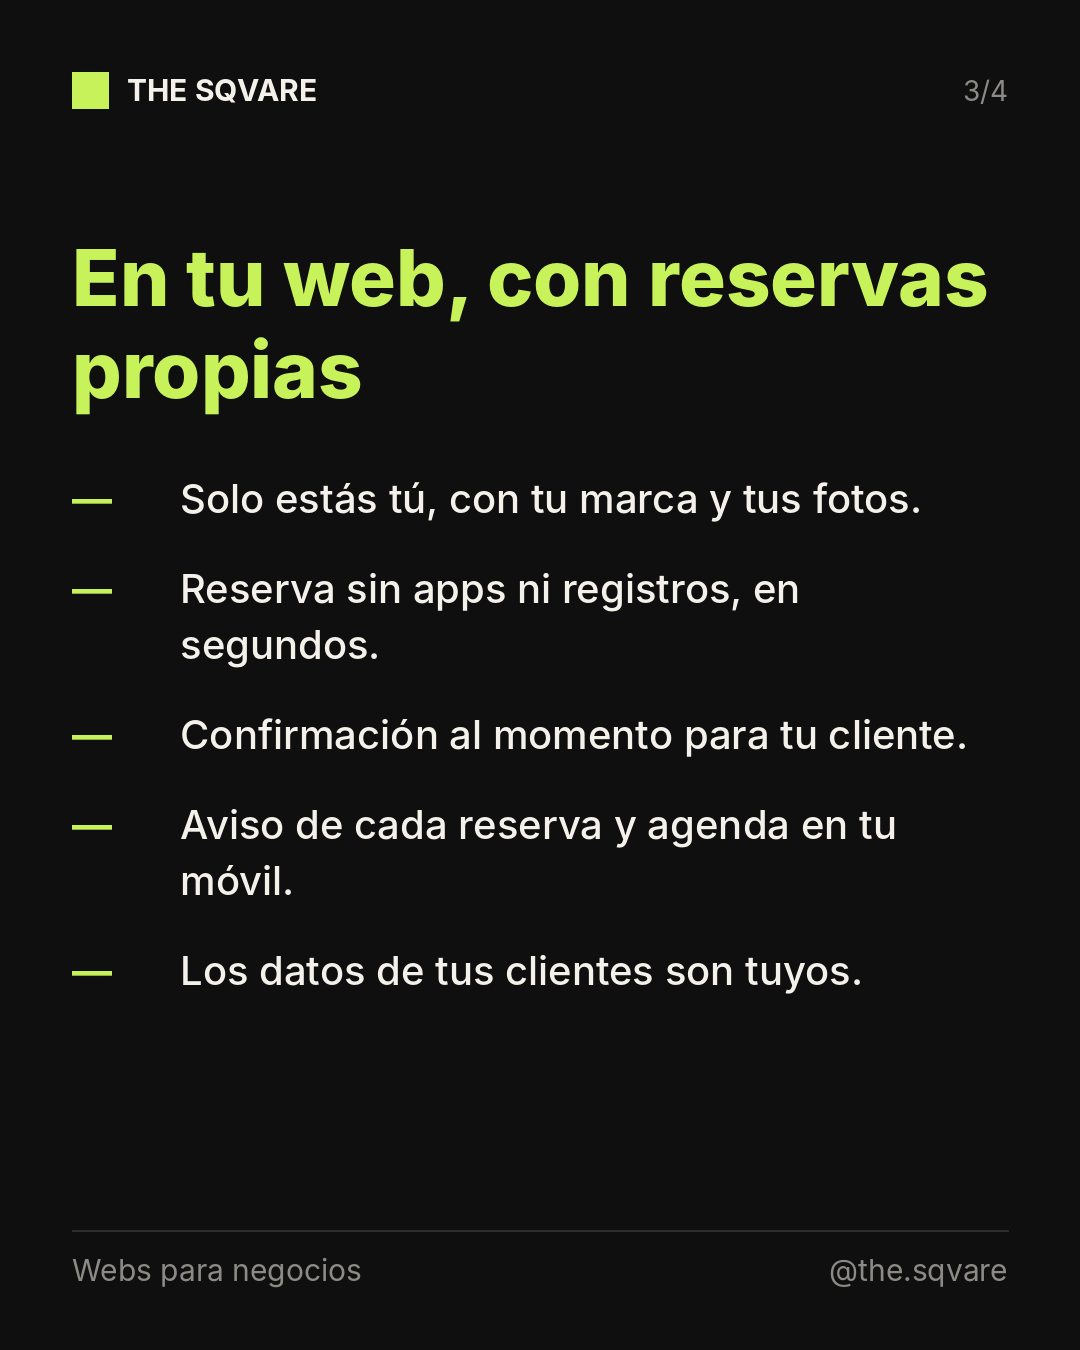 THE SQVARE
3/4
En tu web, con reservas
propias
— Solo estás tú, con tu marca y tus fotos.
— Reserva sin apps ni registros, en
segundos.
— Confirmación al momento para tu cliente.
— Aviso de cada reserva y agenda en tu
móvil.
— Los datos de tus clientes son tuyos.
Webs para negocios
@the.sqvare